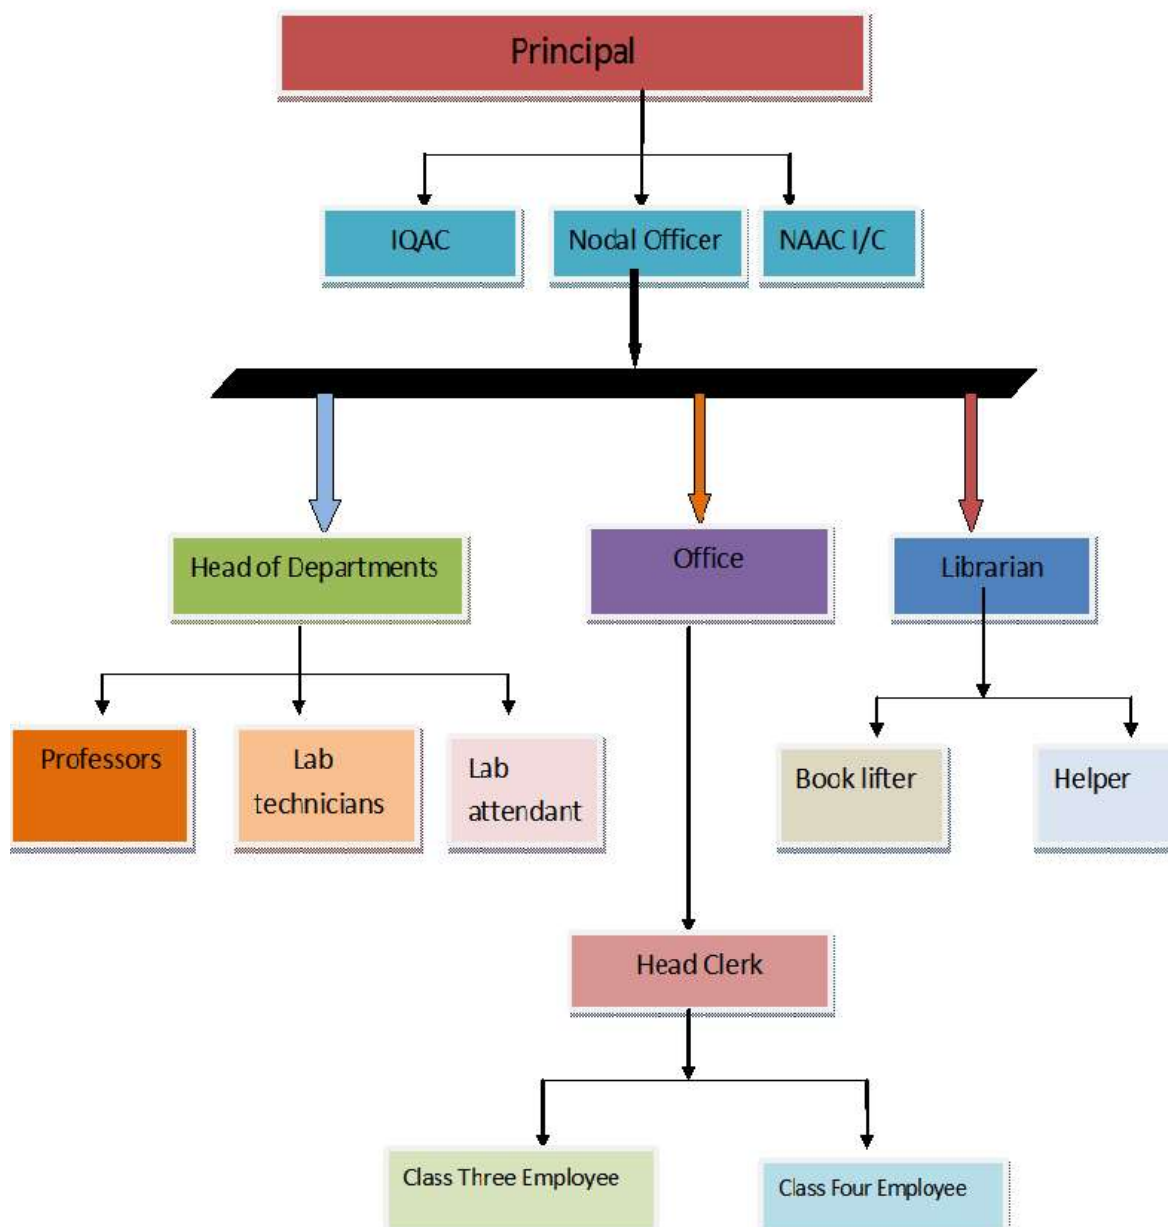 Principal
IQAC
Nodal Officer
NAAC I/C
Head of Departments
Office
Librarian
Professors
Lab
technicians
Lab
attendant
Book lifter
Helper
Head Clerk
Class Three Employee
Class Four Employee